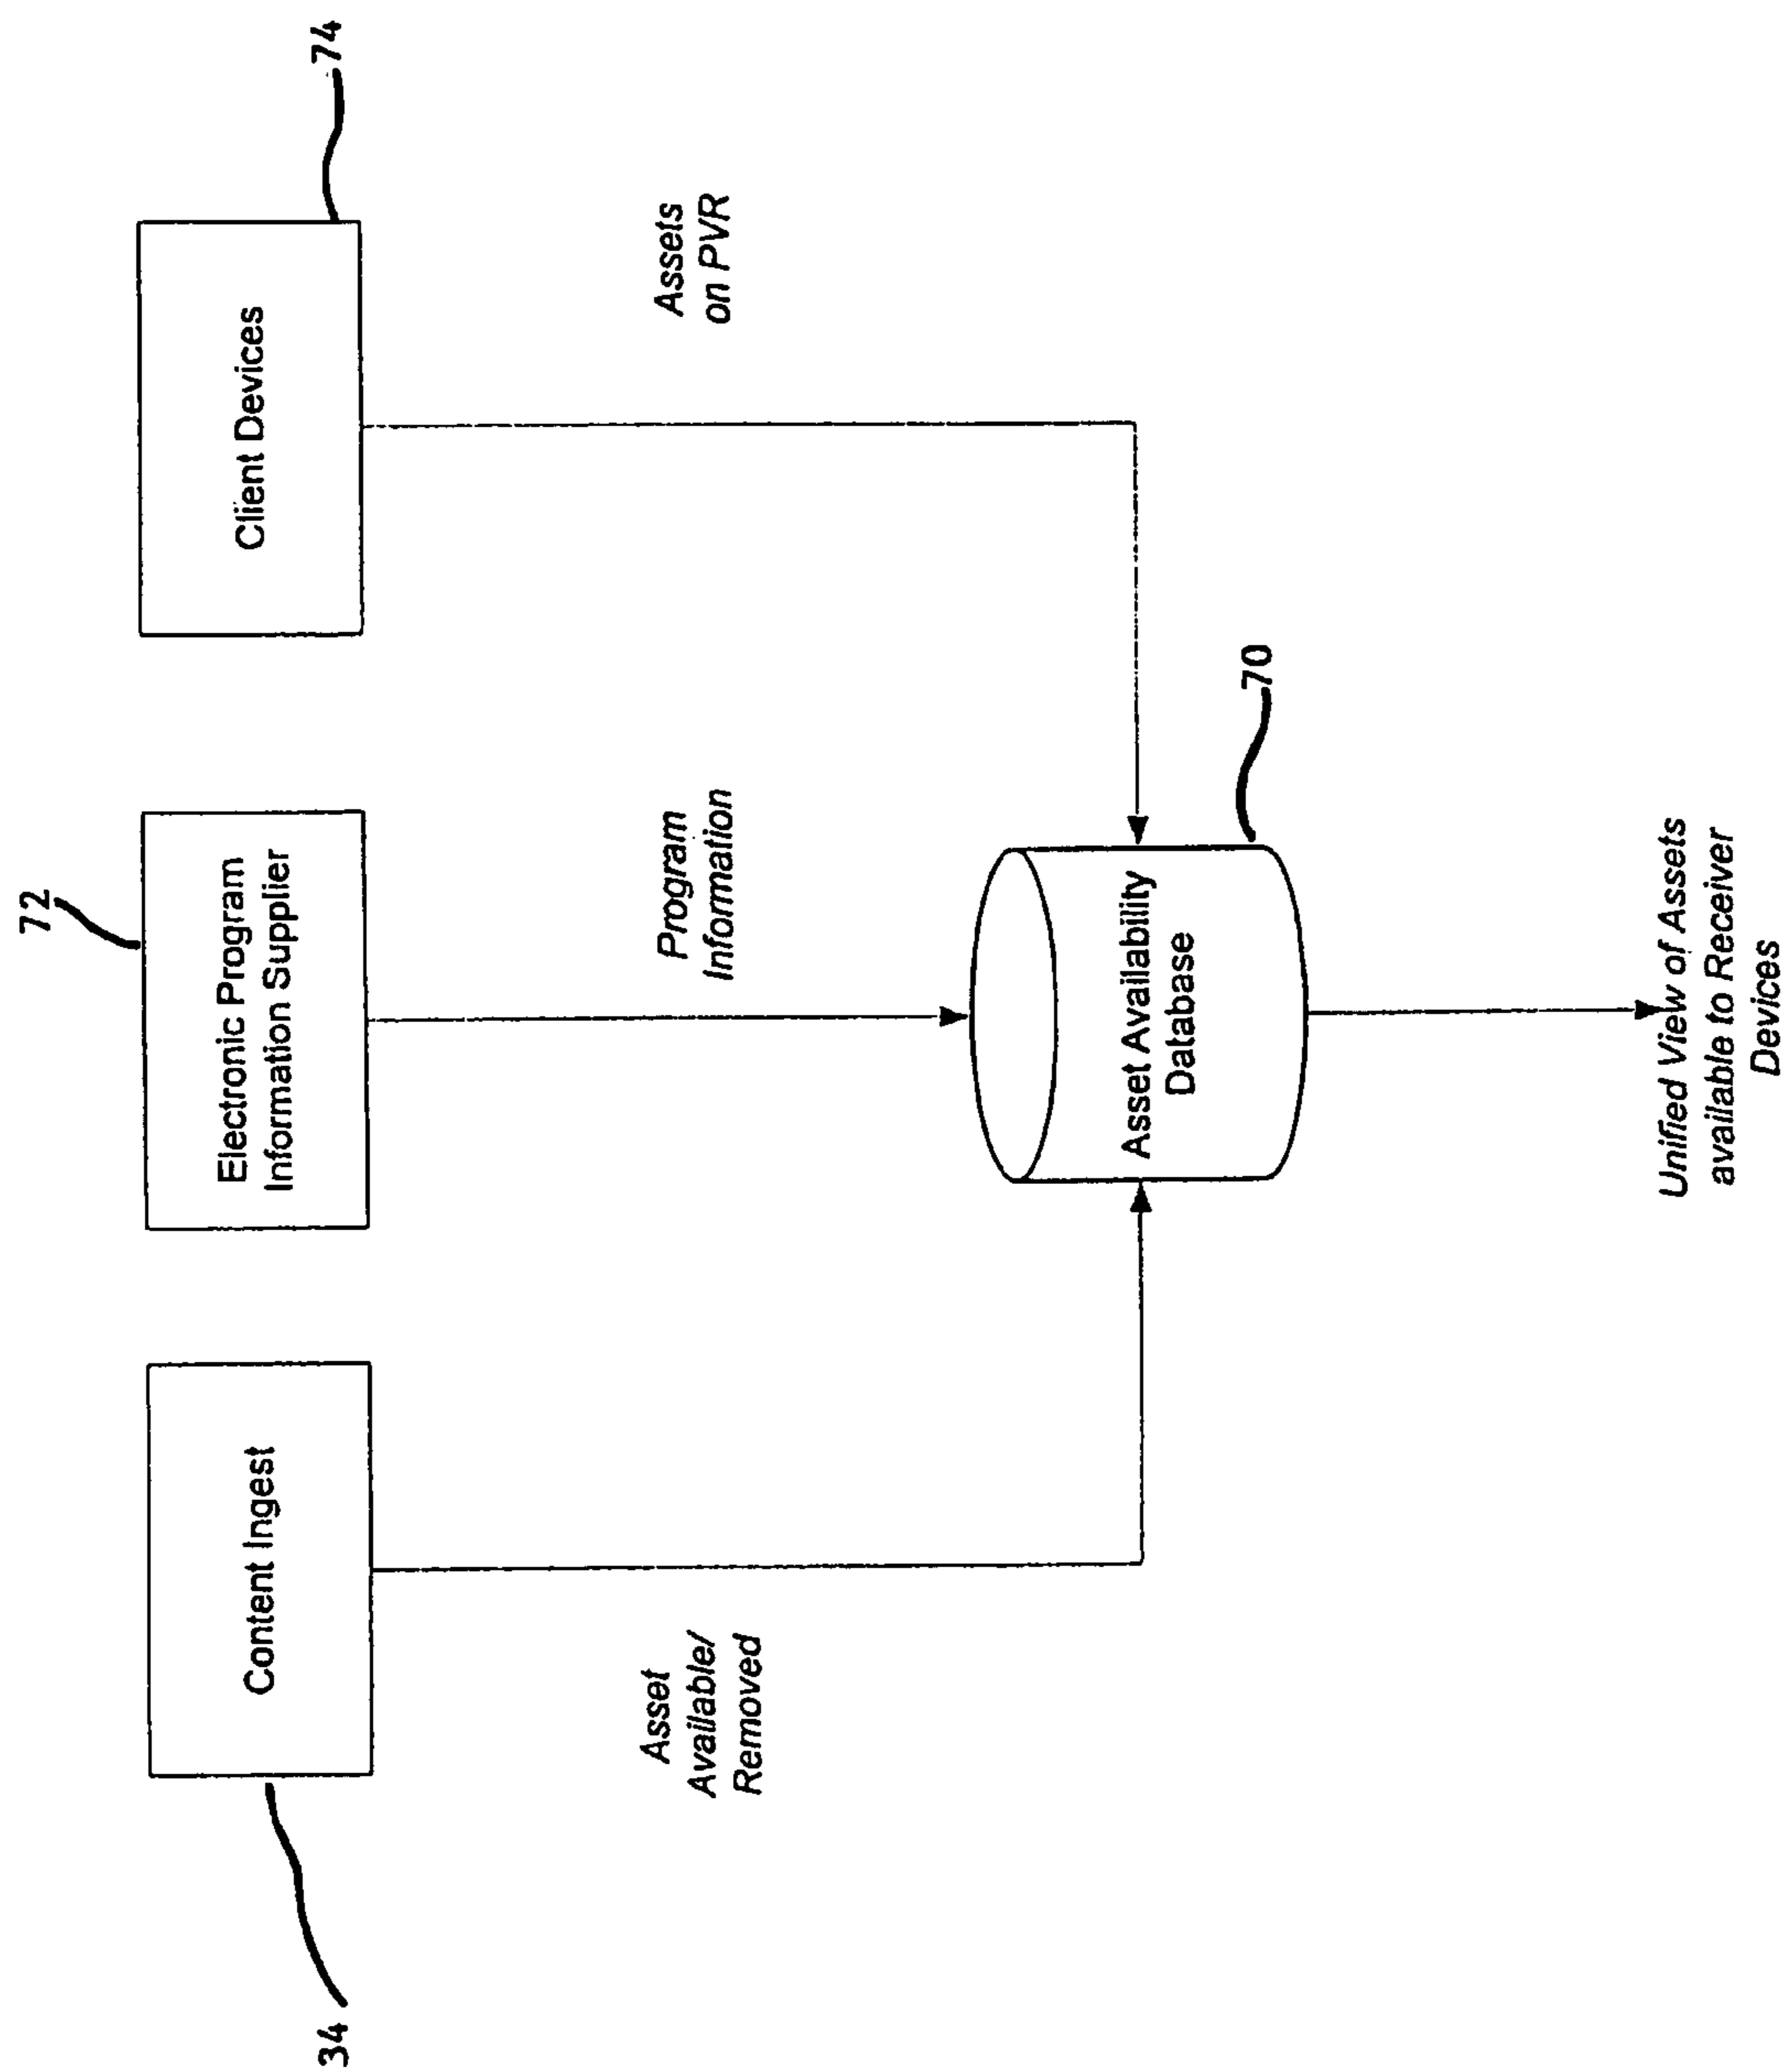 72
74
34
Content Ingest
Electronic Program
Information Supplier
Client Devices
Asset
Available/
Removed
Program
Information
Assets
on PVR
Asset Availability
Database
70
Unified View of Assets
available to Receiver
Devices